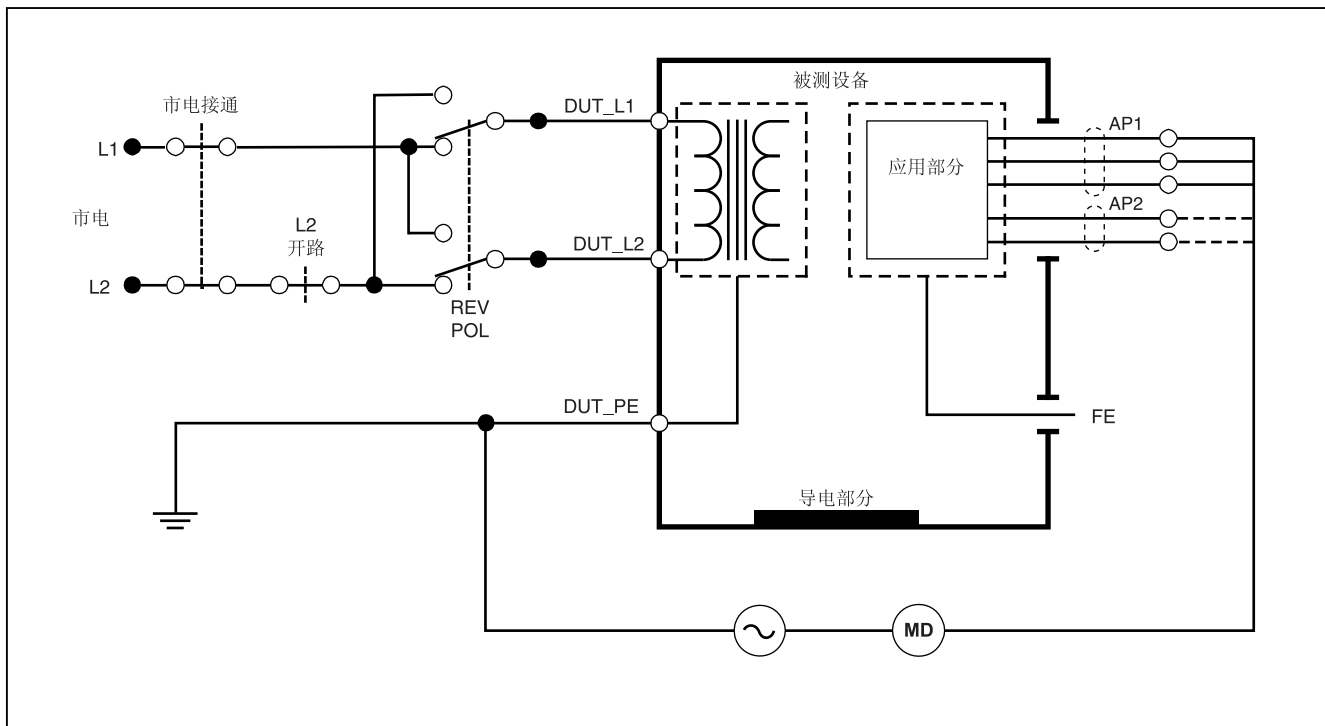 被测设备
市电接通
DUT_L1
AP1
L1
应用部分
AP2
市电
L2
开路
DUT_L2
L2
REV
POL
DUT_PE
FE
导电部分
MD